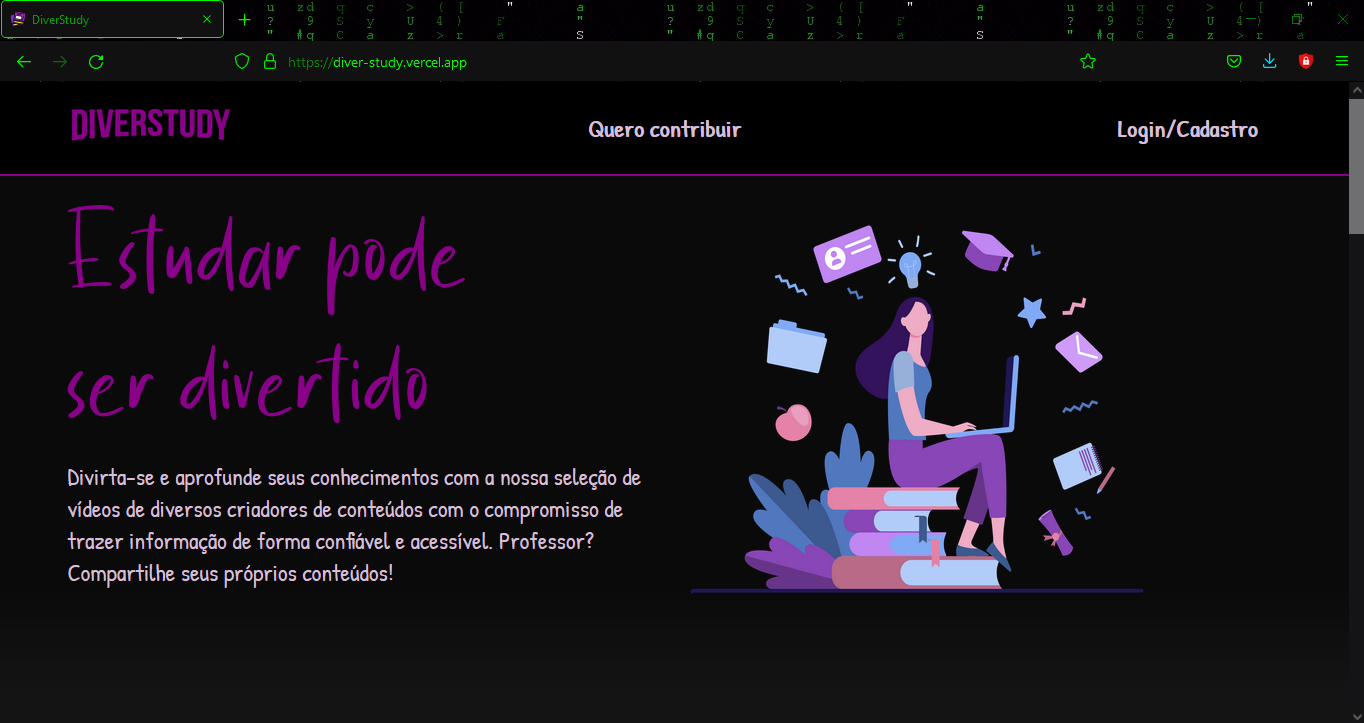 DiverStudy
https://diver-study.vercel.app
DIVERSTUDY
Quero contribuir
Login/Cadastro
Estudar pode
ser divertido
Divirta-se e aprofunde seus conhecimentos com a nossa seleção de
vídeos de diversos criadores de conteúdos com o compromisso de
trazer informação de forma confiável e acessível. Professor?
Compartilhe seus próprios conteúdos!